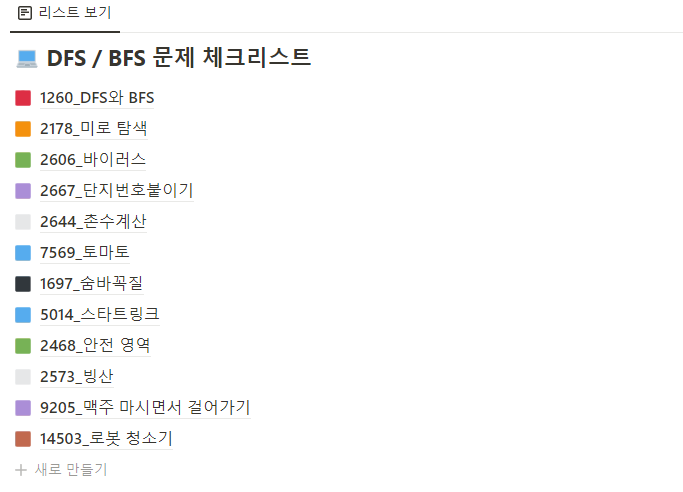 리스트 보기
DFS / BFS 문제 체크리스트
1260_DFS와 BFS
2178_미로 탐색
2606_바이러스
2667_단지번호붙이기
2644_촌수계산
7569_토마토
1697_숨바꼭질
5014_스타트링크
2468_안전 영역
2573_빙산
9205_맥주 마시면서 걸어가기
14503_로봇 청소기
+ 새로 만들기